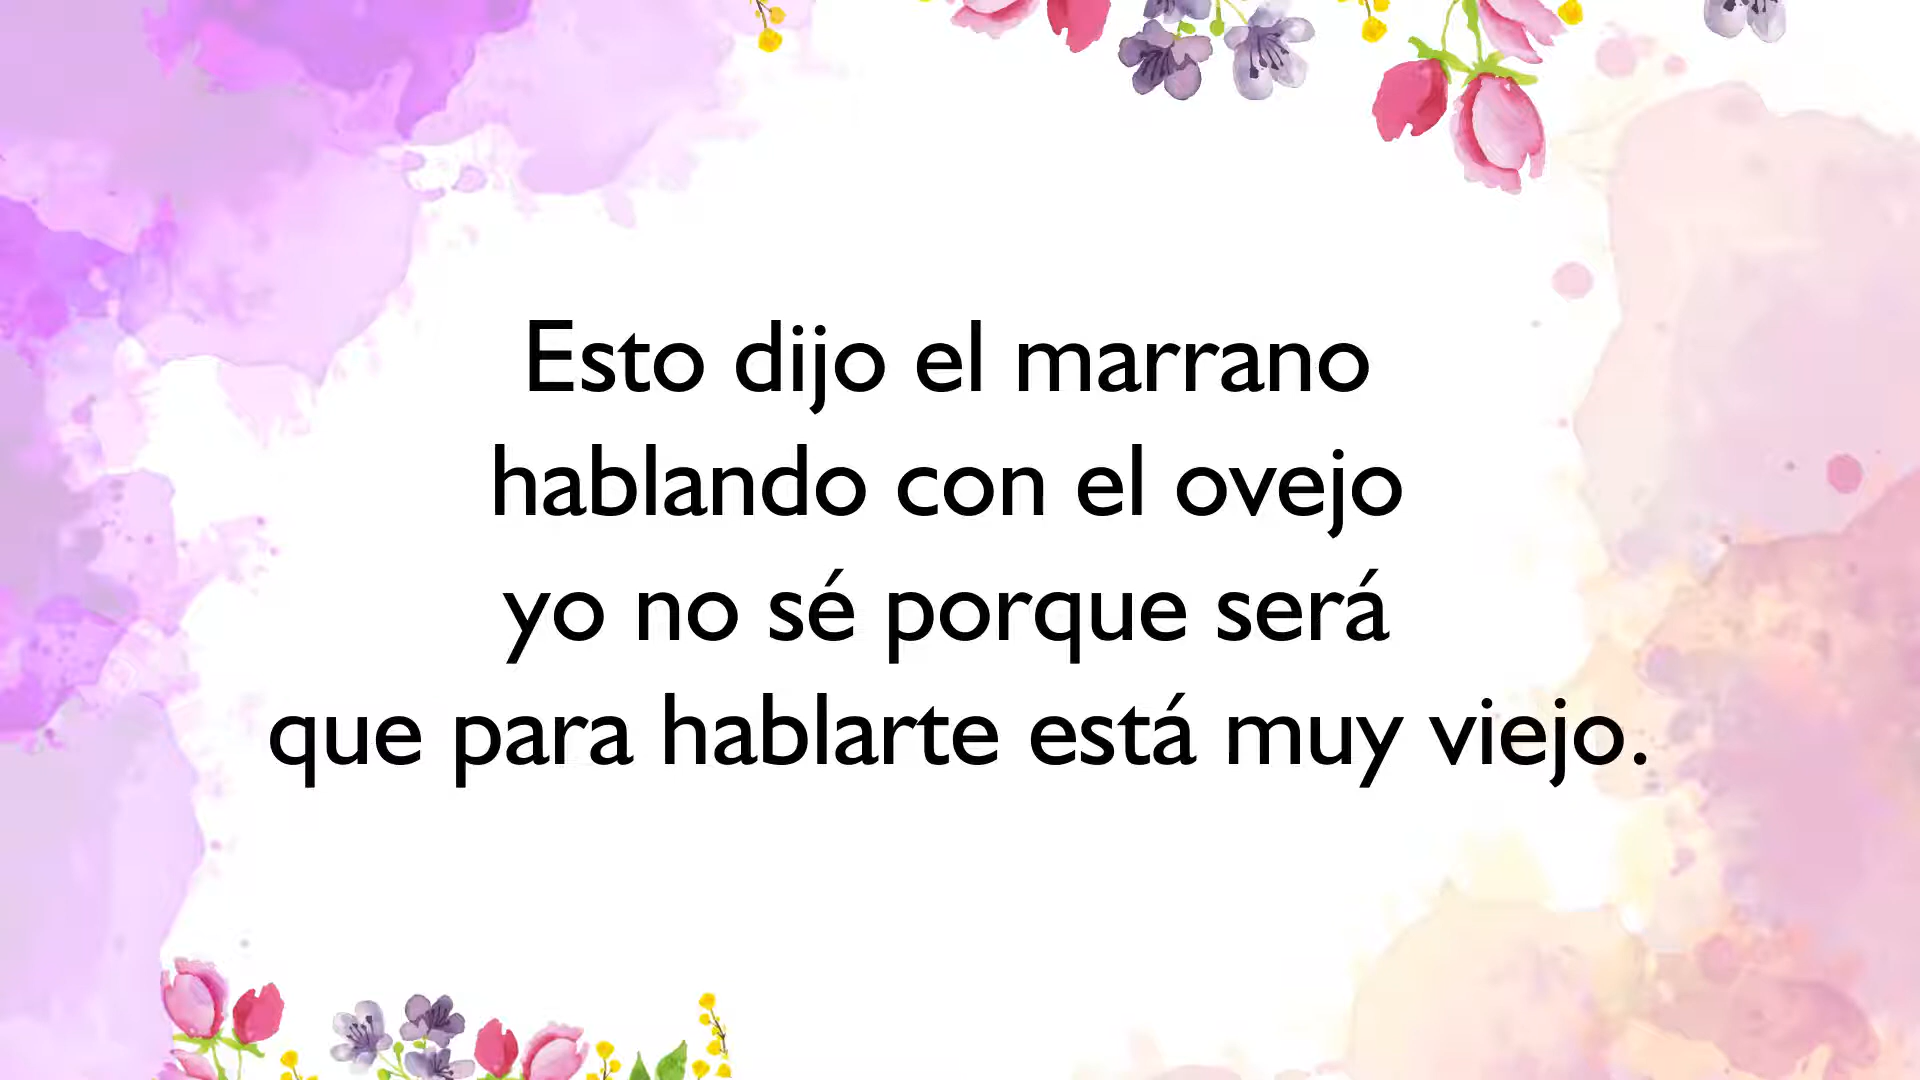 Esto dijo el marrano
hablando con el ovejo
yo no sé porque será
que para hablarte está muy viejo.